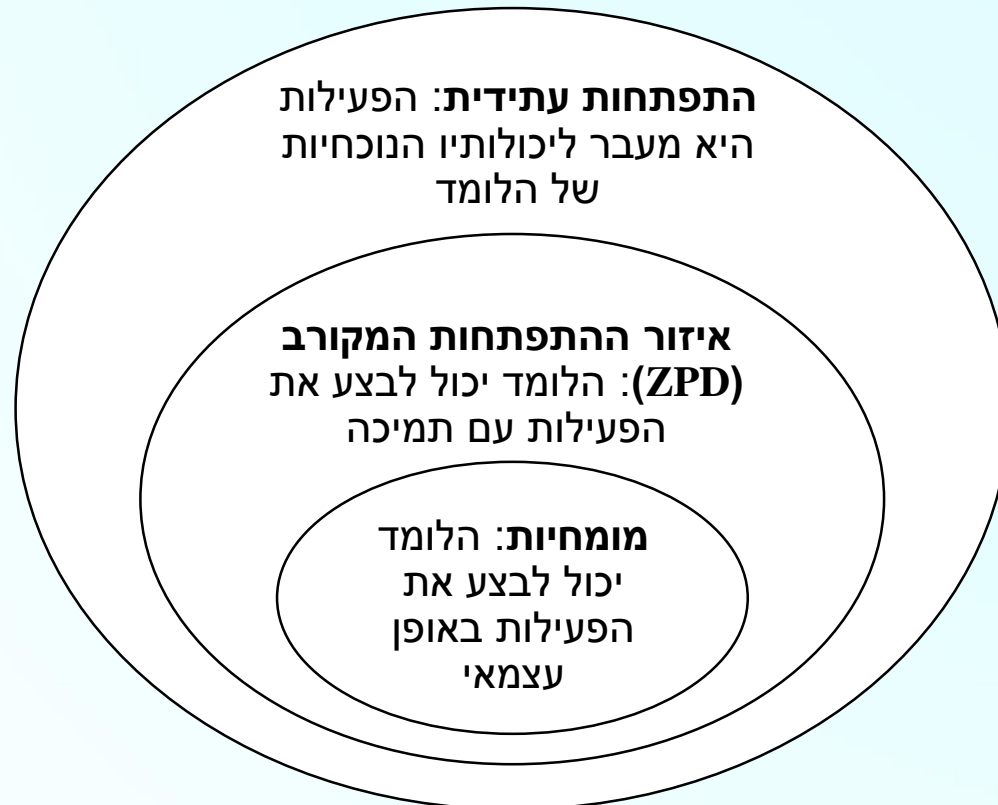 התפתחות עתידית: הפעילות
היא מעבר ליכולותיו הנוכחיות
של הלומד
איזור ההתפתחות המקורב
(ZPD): הלומד יכול לבצע את
הפעילות עם תמיכה
מומחיות: הלומד
יכול לבצע את
הפעילות באופן
עצמאי